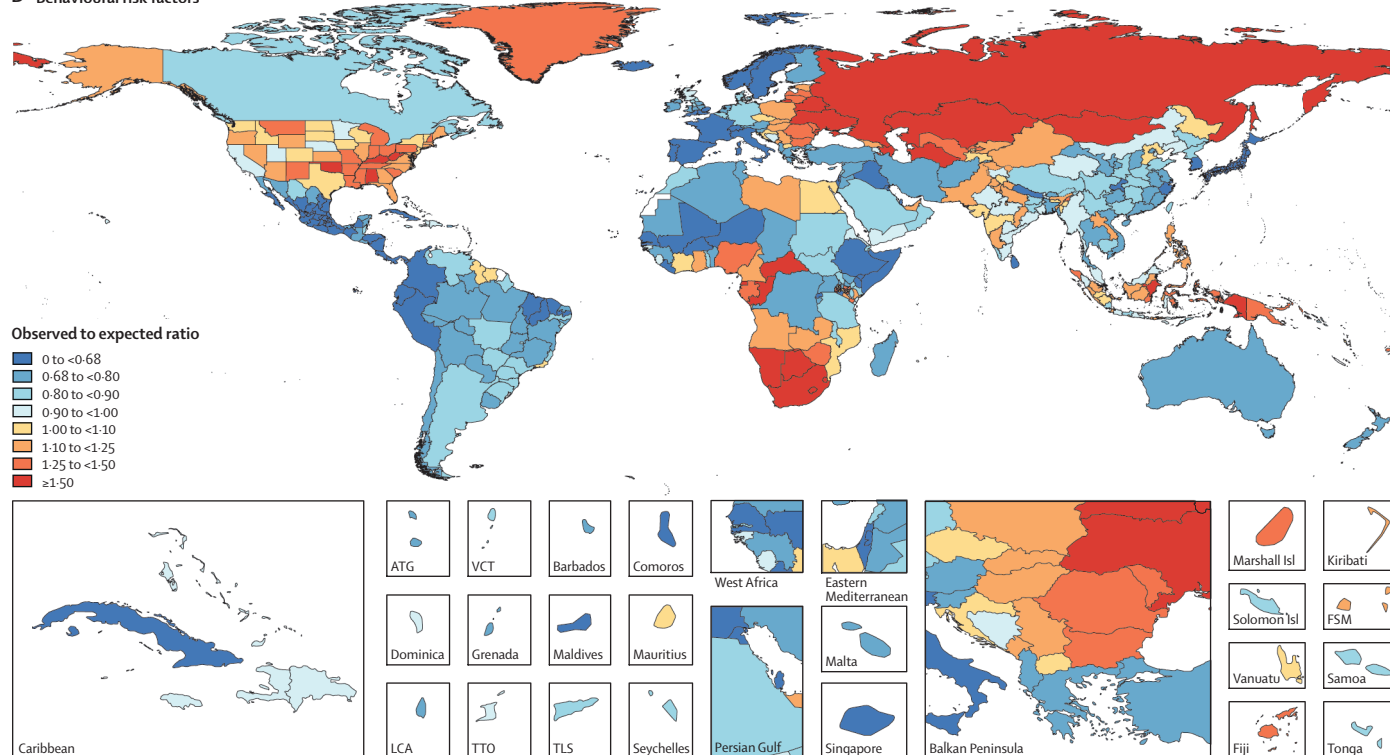 D Behavioural risk factors
Observed to expected ratio
0 to <0·68
0·68 to <0·80
0·80 to <0·90
0·90 to <1·00
1·00 to <1·10
1·10 to <1·25
1·25 to <1·50
≥1·50
Caribbean
ATG
VCT
Barbados
Comoros
Dominica
Grenada
Maldives
Mauritius
LCA
TTO
TLS
Seychelles
West Africa
Eastern
Mediterranean
Persian Gulf
Malta
Singapore
Balkan Peninsula
Marshall Isl
Kiribati
Solomon Isl
FSM
Vanuatu
Samoa
Fiji
Tonga